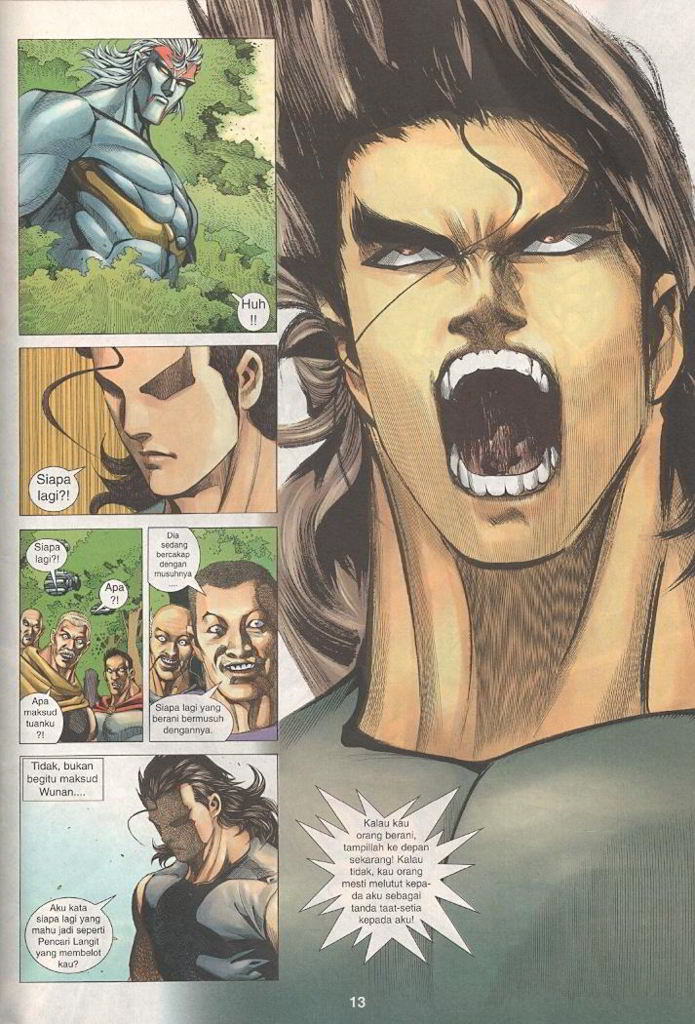 Huh
!!
Siapa
lagi?!
Siapa
lagi?!
Apa
?!
Apa
maksud
tuanku
?!
Dia
sedang
bercakap
dengan
musuhnya
....
Siapa lagi yang
berani bermusuh
dengannya.
Tidak, bukan
begitu maksud
Wunan....
Aku kata
siapa lagi yang
mahu jadi seperti
Pencari Langit
yang membelot
kau?
Kalau kau
orang berani,
tampillah ke depan
sekarang! Kalau
tidak, kau orang
mesti melutut kepa-
da aku sebagai
tanda taat-setia
kepada aku!
13